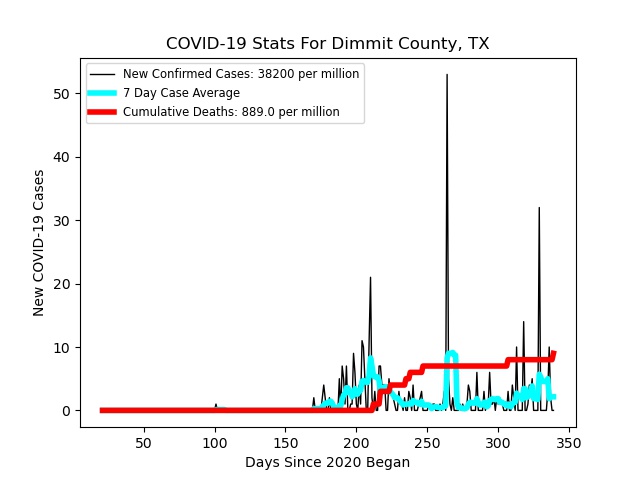 COVID-19 Stats For Dimmit County, TX
New Confirmed Cases: 38200 per million
7 Day Case Average
Cumulative Deaths: 889.0 per million
New COVID-19 Cases
50
40
30
20
10
0
50 100 150 200 250 300 350
Days Since 2020 Began